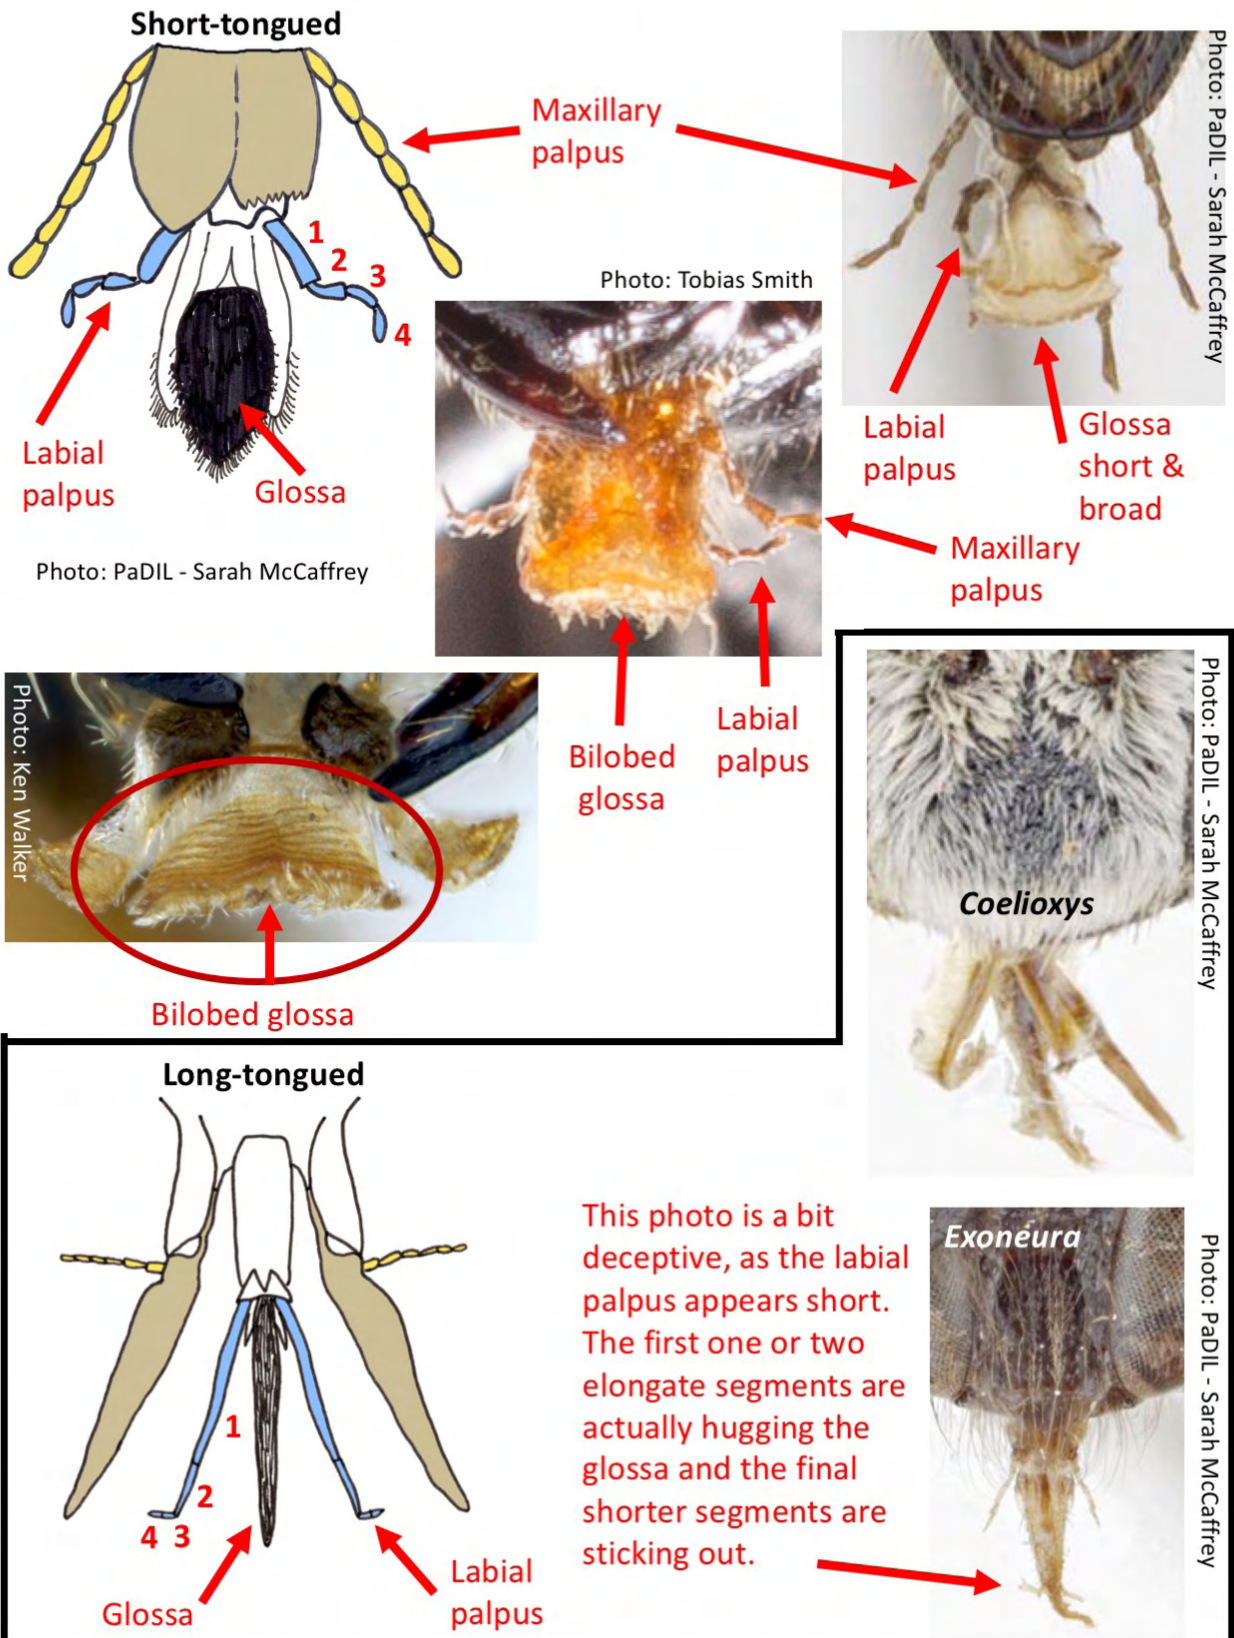 Short-tongued
Maxillary
palpus
Photo: PaDIL - Sarah McCaffrey
1
2
3
4
Photo: Tobias Smith
Labial
palpus
Glossa
Labial
palpus
Glossa
short &
broad
Maxillary
palpus
Photo: PaDIL - Sarah McCaffrey
Photo: Ken Walker
Bilobed
glossa
Labial
palpus
Bilobed glossa
Coelioxys
Photo: PaDIL - Sarah McCaffrey
Long-tongued
1
2
4 3
Glossa
Labial
palpus
This photo is a bit
deceptive, as the labial
palpus appears short.
The first one or two
elongate segments are
actually hugging the
glossa and the final
shorter segments are
sticking out.
Exoneura
Photo: PaDIL - Sarah McCaffrey